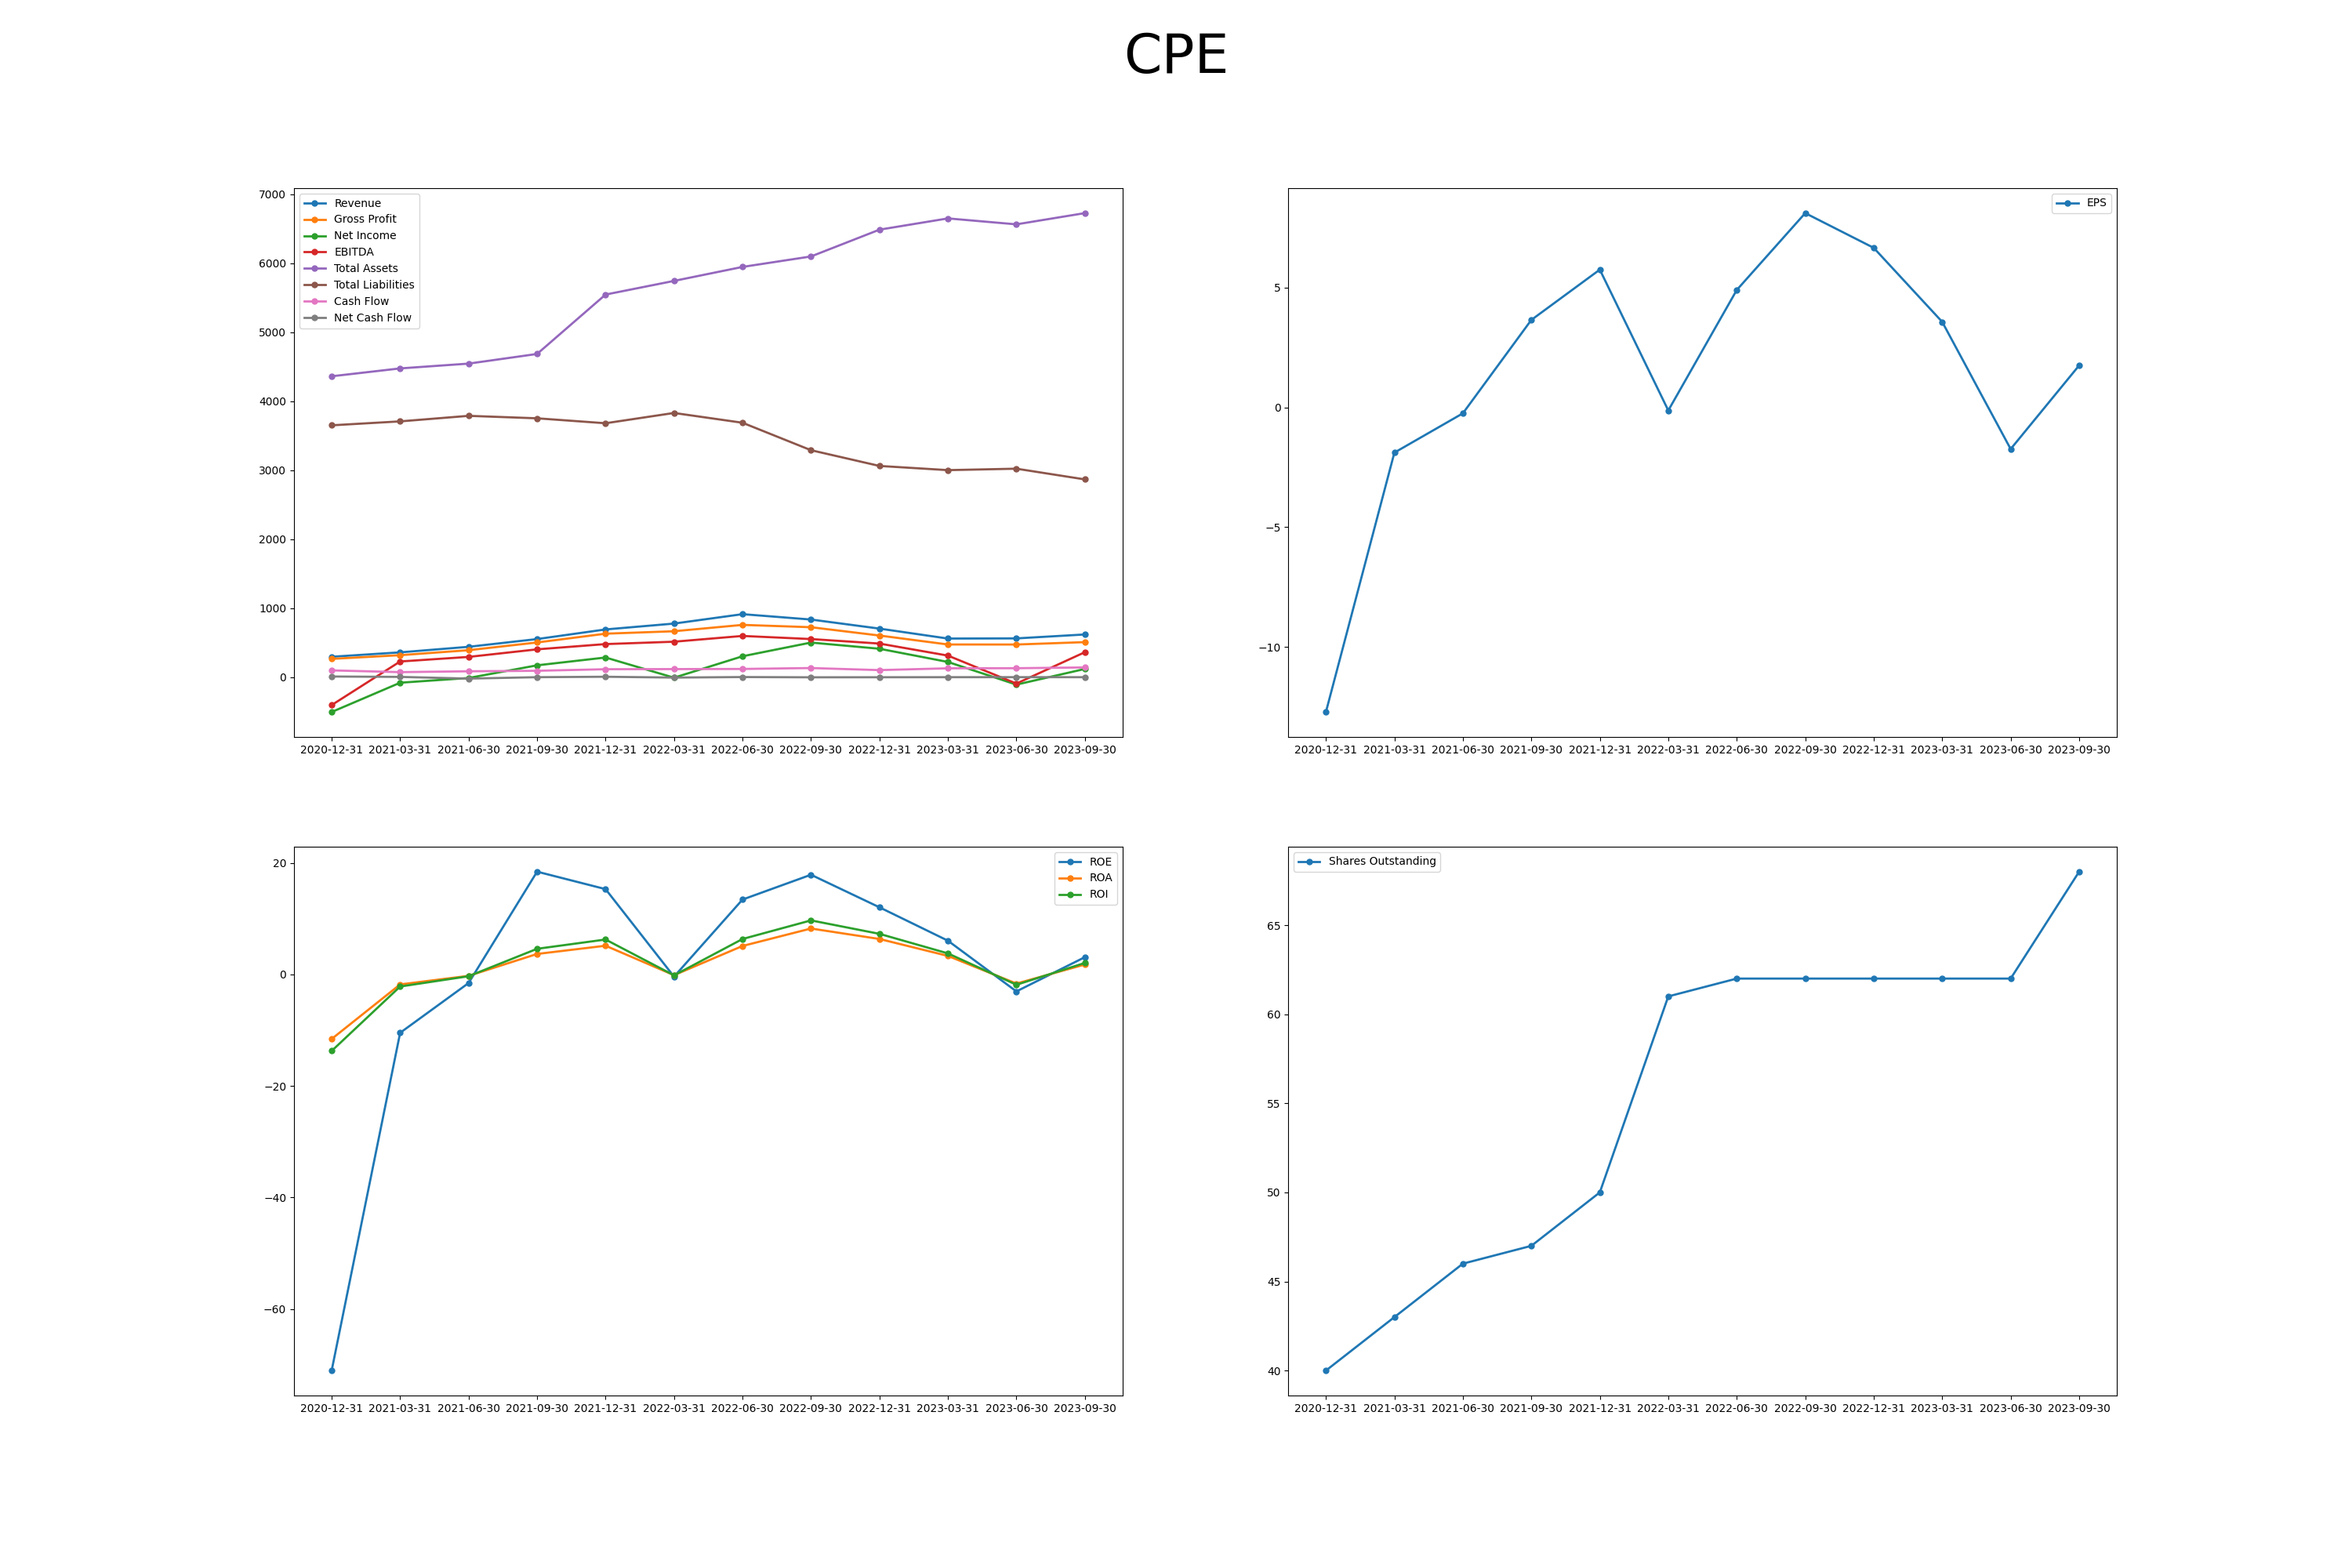 CPE
7000
6000
5000
4000
3000
2000
1000
0
Revenue
Gross Profit
Net Income
EBITDA
Total Assets
Total Liabilities
Cash Flow
Net Cash Flow
2020-12-31 2021-03-31 2021-06-30 2021-09-30 2021-12-31 2022-03-31 2022-06-30 2022-09-30 2022-12-31 2023-03-31 2023-06-30 2023-09-30
5
0
−5
−10
EPS
2020-12-31 2021-03-31 2021-06-30 2021-09-30 2021-12-31 2022-03-31 2022-06-30 2022-09-30 2022-12-31 2023-03-31 2023-06-30 2023-09-30
20
0
−20
−40
−60
ROE
ROA
ROI
2020-12-31 2021-03-31 2021-06-30 2021-09-30 2021-12-31 2022-03-31 2022-06-30 2022-09-30 2022-12-31 2023-03-31 2023-06-30 2023-09-30
65
60
55
50
45
40
Shares Outstanding
2020-12-31 2021-03-31 2021-06-30 2021-09-30 2021-12-31 2022-03-31 2022-06-30 2022-09-30 2022-12-31 2023-03-31 2023-06-30 2023-09-30